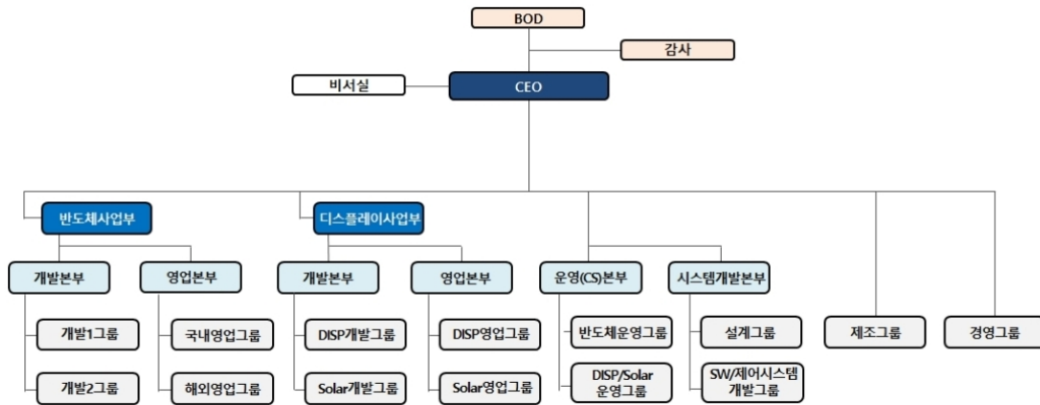 BOD
감사
비서실
CEO
반도체사업부
디스플레이사업부
개발본부
영업본부
개발본부
영업본부
운영(CS)본부
시스템개발본부
개발1그룹
국내영업그룹
DISP개발그룹
DISP영업그룹
반도체운영그룹
설계그룹
제조그룹
경영그룹
개발2그룹
해외영업그룹
Solar개발그룹
Solar영업그룹
DISP/Solar
운영그룹
SW/제어시스템
개발그룹